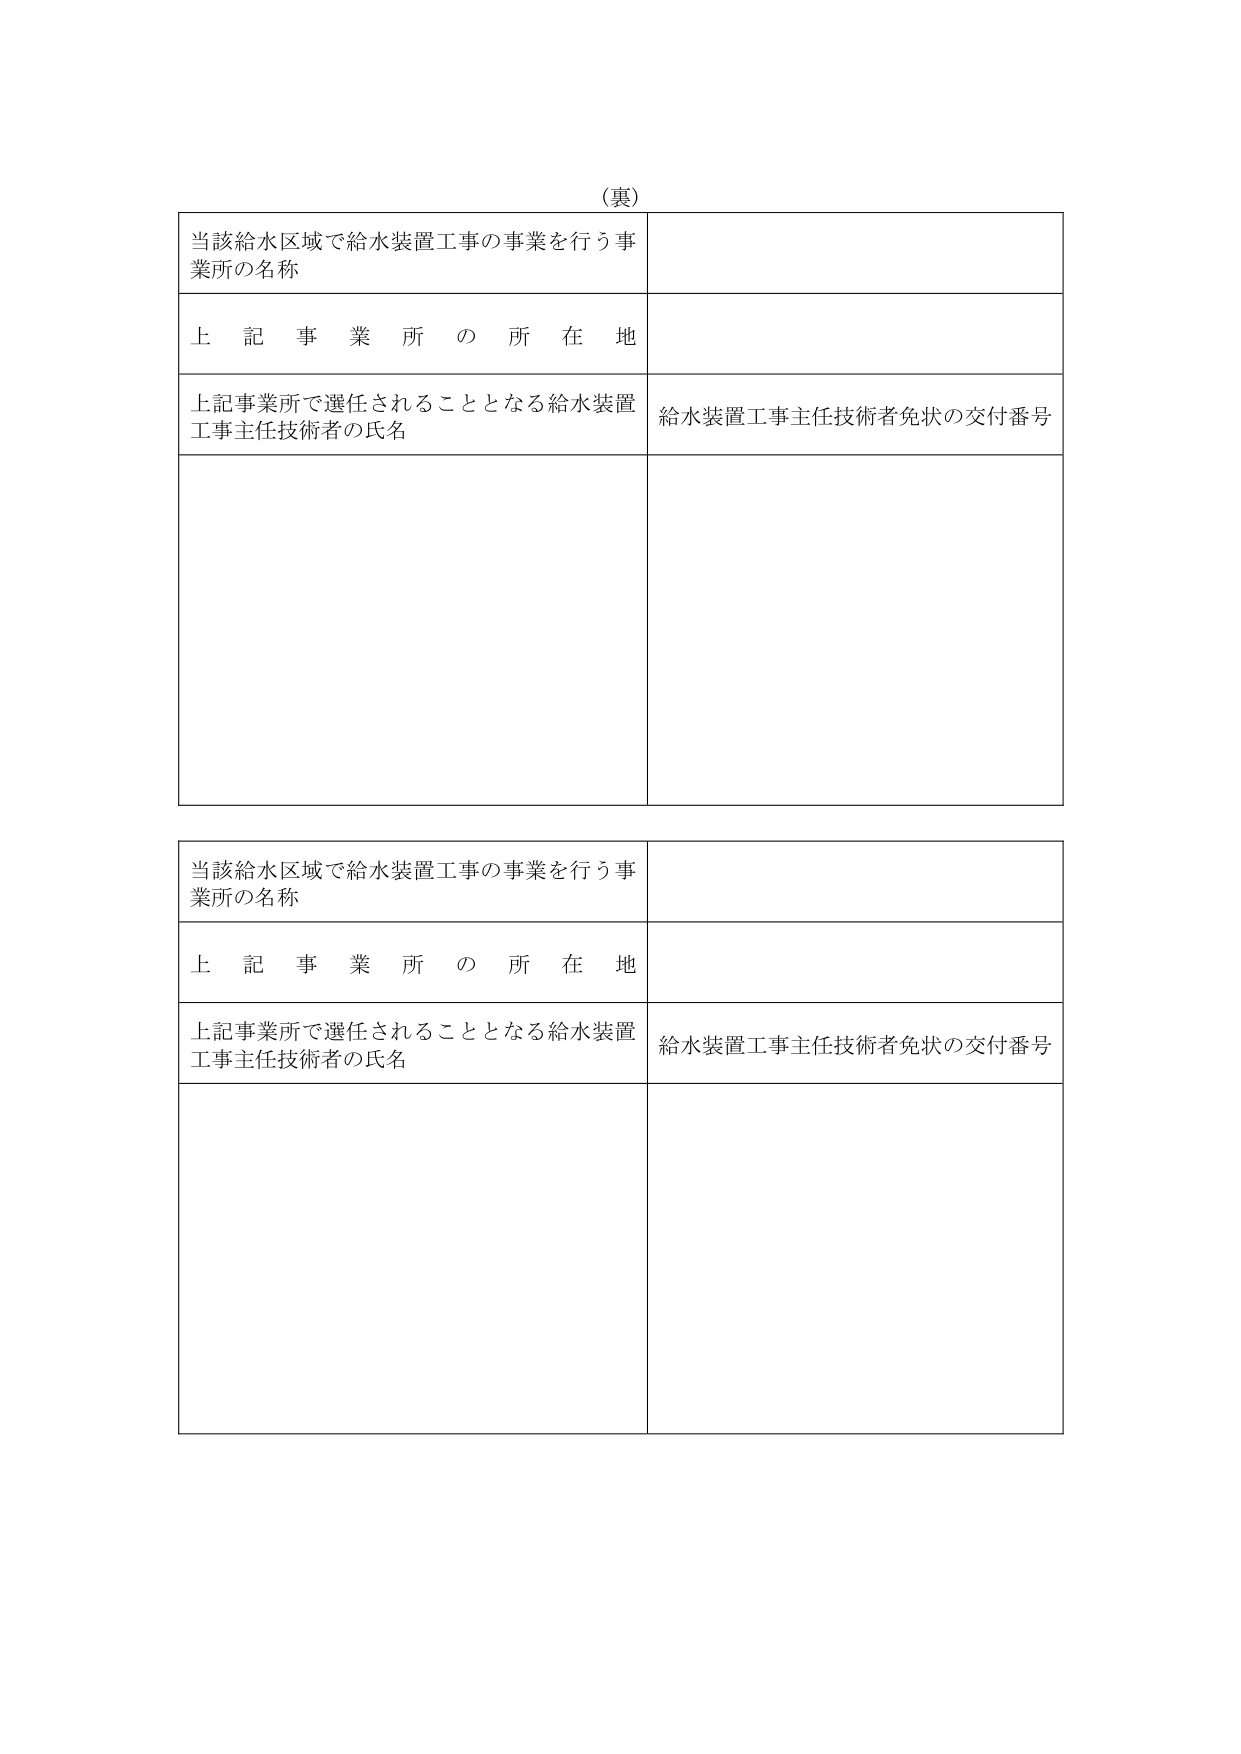 （裏）
当該給水区域で給水装置工事の事業を行う事
業所の名称
上記事業所の所在地
上記事業所で選任されることとなる給水装置
工事主任技術者の氏名
給水装置工事主任技術者免状の交付番号
当該給水区域で給水装置工事の事業を行う事
業所の名称
上記事業所の所在地
上記事業所で選任されることとなる給水装置
工事主任技術者の氏名
給水装置工事主任技術者免状の交付番号